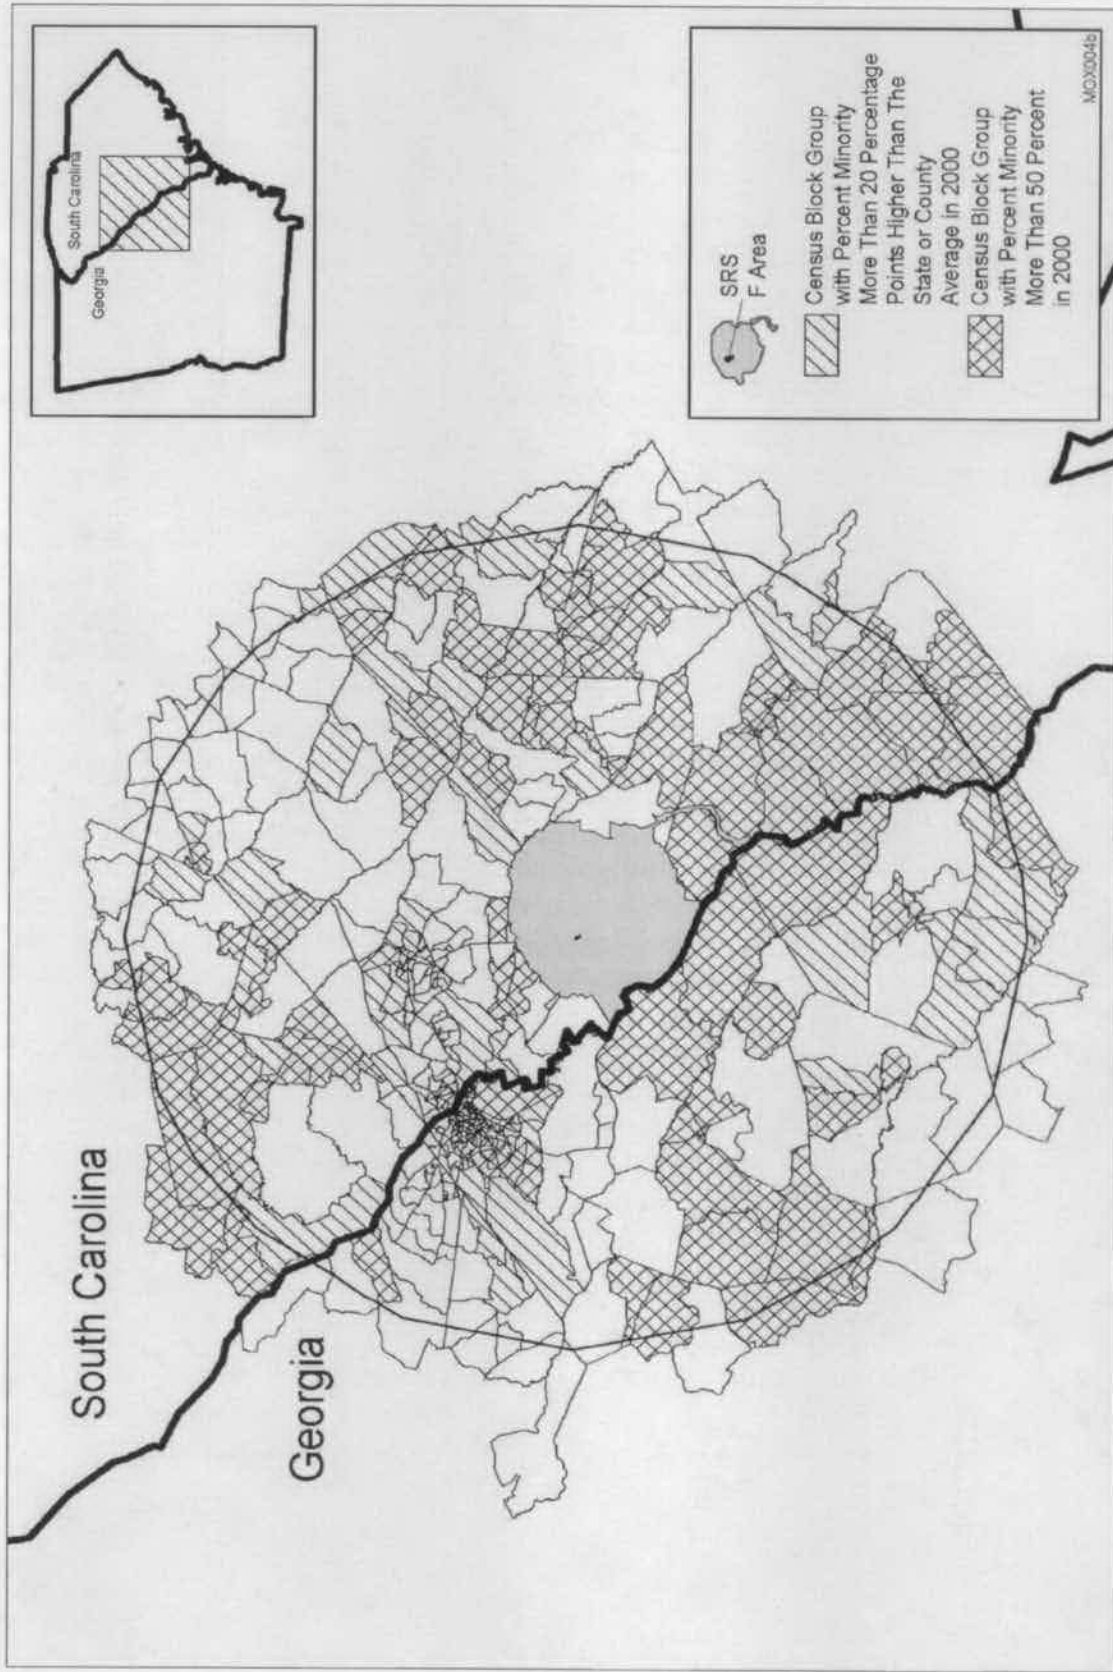 South Carolina
Georgia
South Carolina
Georgia
SRS
F Area
Census Block Group
with Percent Minority
More Than 20 Percentage
Points Higher Than The
State or County
Average in 2000
Census Block Group
with Percent Minority
More Than 50 Percent
in 2000
MOX004b